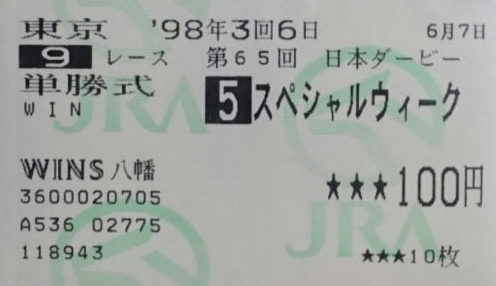 東京 '98年3回6日 6月7日
9 レース 第65回 日本ダービー
単勝式 5 スペシャルウィーク
WIN
JRA
WINS 八幡
3600020705 ★★★100円
A536 02775
118943 ★★★10枚
JRA